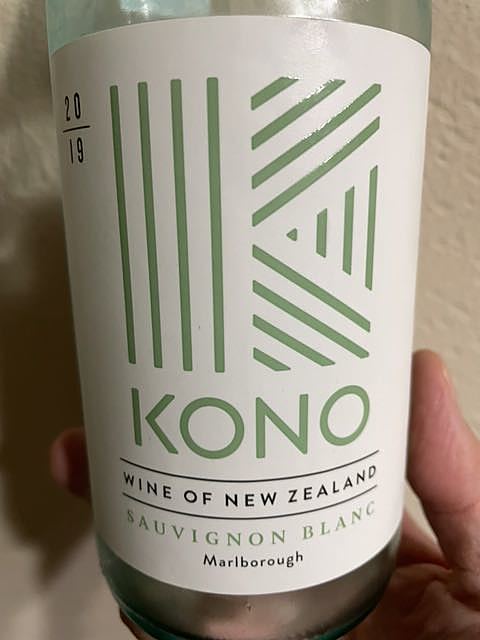 20
19
KONO
WINE OF NEW ZEALAND
SAUVIGNON BLANC
Marlborough